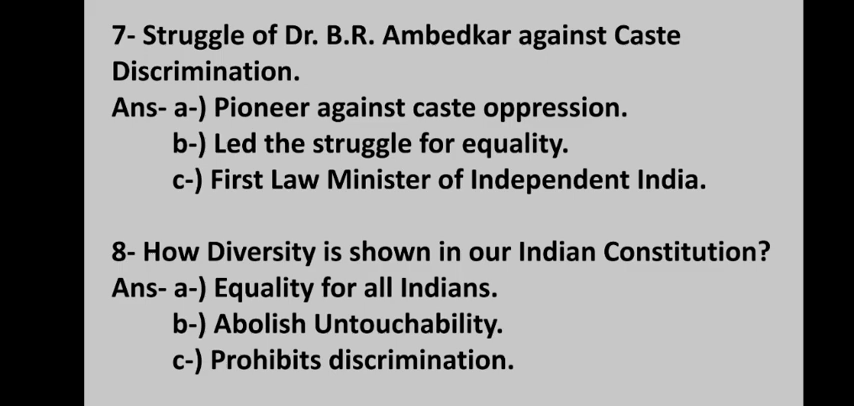 7- Struggle of Dr. B.R. Ambedkar against Caste
Discrimination.
Ans- a-) Pioneer against caste oppression.
b-) Led the struggle for equality.
c-) First Law Minister of Independent India.
8- How Diversity is shown in our Indian Constitution?
Ans- a-) Equality for all Indians.
b-) Abolish Untouchability.
c-) Prohibits discrimination.